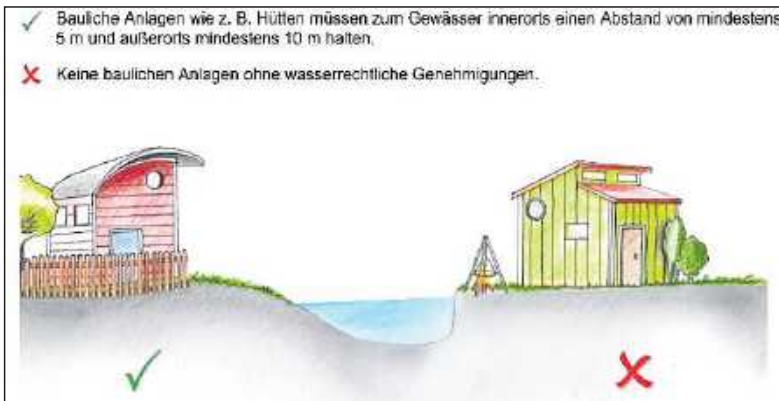 Bauliche Anlagen wie z. B. Hütten müssen zum Gewässer innerorts einen Abstand von mindestens
5 m und außerorts mindestens 10 m halten.
Keine baulichen Anlagen ohne wasserrechtliche Genehmigungen.